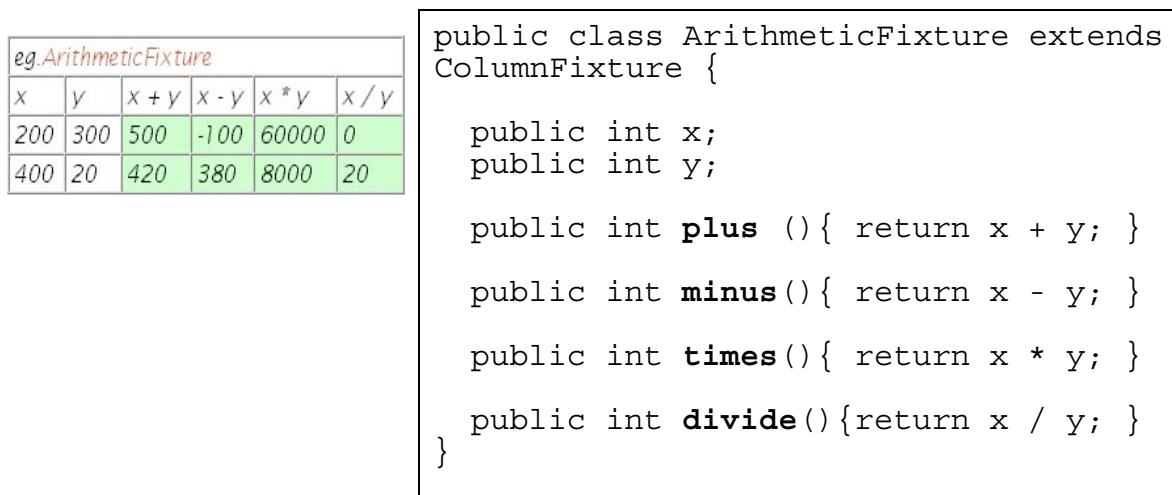 eg.ArithmeticFixture
x y x + y x - y x * y x / y
200 300 500 -100 60000 0
400 20 420 380 8000 20
public class ArithmeticFixture extends
ColumnFixture {
public int x;
public int y;
public int plus (){ return x + y; }
public int minus(){ return x - y; }
public int times(){ return x * y; }
public int divide(){return x / y; }
}